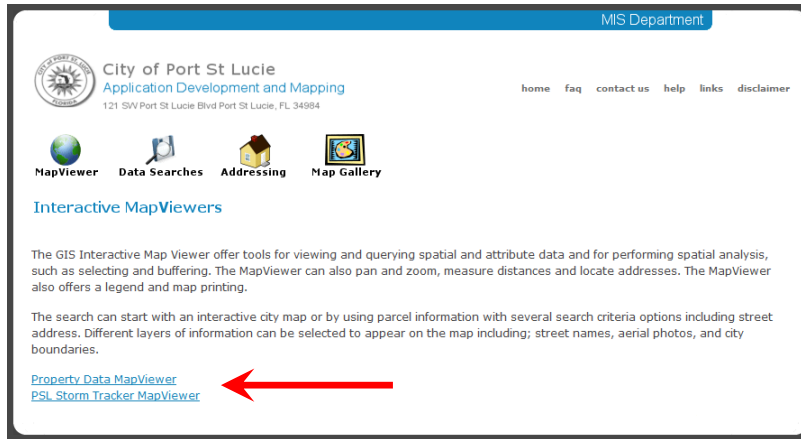 MIS Department
City of Port St Lucie
Application Development and Mapping
121 SW Port St Lucie Blvd Port St Lucie, FL 34984
home faq contact us help links disclaimer
MapViewer Data Searches Addressing Map Gallery
Interactive MapViewers
The GIS Interactive Map Viewer offer tools for viewing and querying spatial and attribute data and for performing spatial analysis,
such as selecting and buffering. The MapViewer can also pan and zoom, measure distances and locate addresses. The MapViewer
also offers a legend and map printing.
The search can start with an interactive city map or by using parcel information with several search criteria options including street
address. Different layers of information can be selected to appear on the map including; street names, aerial photos, and city
boundaries.
Property Data MapViewer
PSL Storm Tracker MapViewer